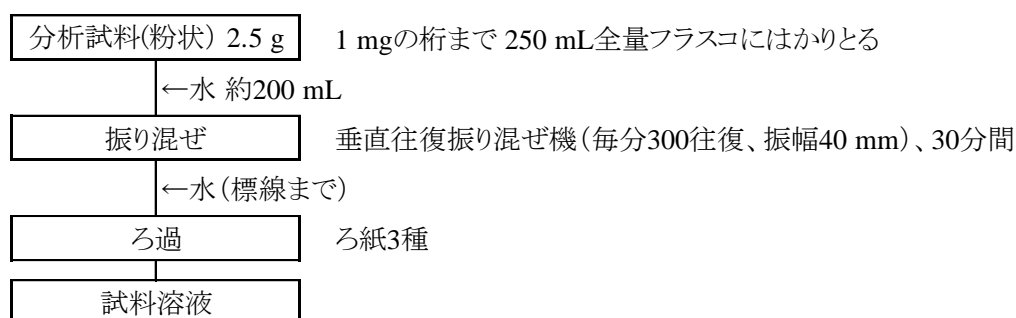 分析試料(粉状) 2.5 g 1 mgの桁まで 250 mL全量フラスコにはかりとる
←水 約200 mL
振り混ぜ 垂直往復振り混ぜ機(毎分300往復、振幅40 mm)、30分間
←水(標線まで)
ろ過 ろ紙3種
試料溶液